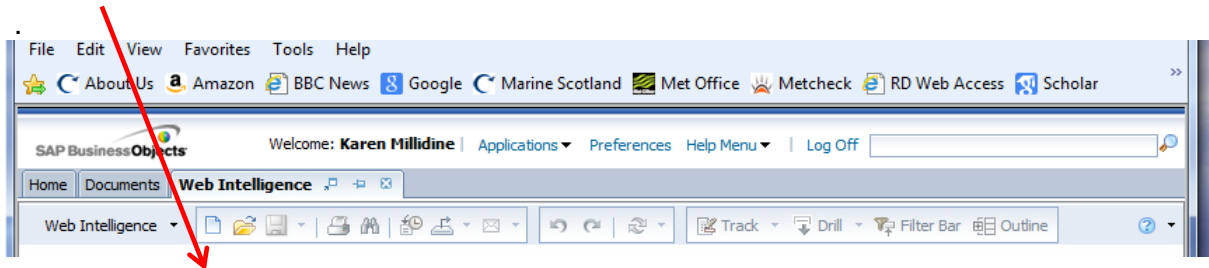 .
File Edit View Favorites Tools Help
About Us Amazon BBC News Google Marine Scotland Met Office Metcheck RD Web Access Scholar »
SAP BusinessObjects Welcome: Karen Millidine | Applications Preferences Help Menu | Log Off
Home Documents Web Intelligence
Web Intelligence Track Drill Filter Bar Outline